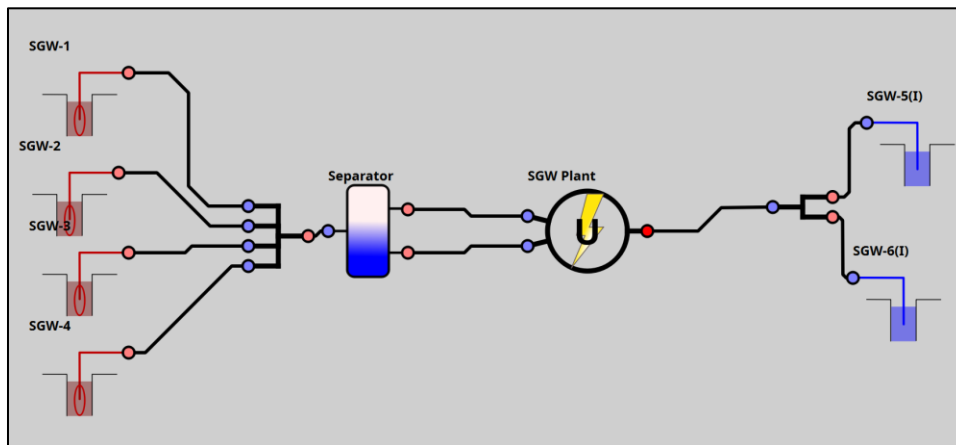 SGW-1
SGW-2
SGW-3
SGW-4
Separator
SGW Plant
U
SGW-5(I)
SGW-6(I)